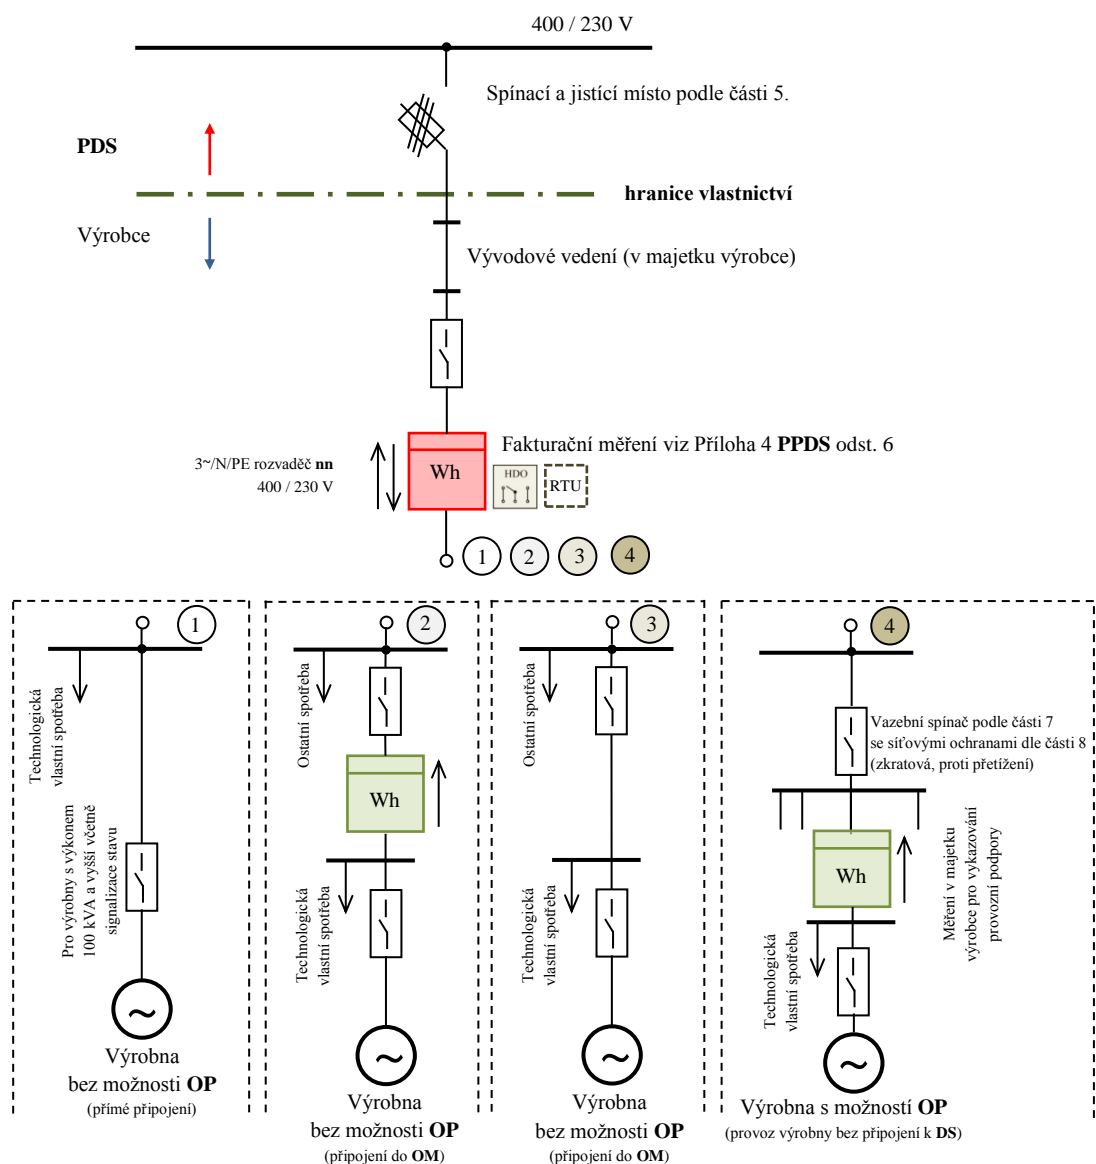 400 / 230 V
Spínací a jistící místo podle části 5.
PDS
hranice vlastnictví
Výrobce
Vývodové vedení (v majetku výrobce)
Fakturační měření viz Příloha 4 PPDS odst. 6
3~/N/PE rozvaděč nn
400 / 230 V
Wh
HDO
RTU
1
2
3
4
1
Technologická
vlastní spotřeba
Pro výrobny s výkonem
100 kVA a vyšší včetně
signalizace stavu
~
Výrobna
bez možnosti OP
(přímé připojení)
2
Ostatní spotřeba
Wh
Technologická
vlastní spotřeba
~
Výrobna
bez možnosti OP
(připojení do OM)
3
Ostatní spotřeba
Technologická
vlastní spotřeba
~
Výrobna
bez možnosti OP
(připojení do OM)
4
Vazební spínač podle části 7
se síťovými ochranami dle části 8
(zkratová, proti přetížení)
Wh
Měření v majetku
výrobce pro vykazování
provozní podpory
Technologická
vlastní spotřeba
~
Výrobna s možností OP
(provoz výrobny bez připojení k DS)